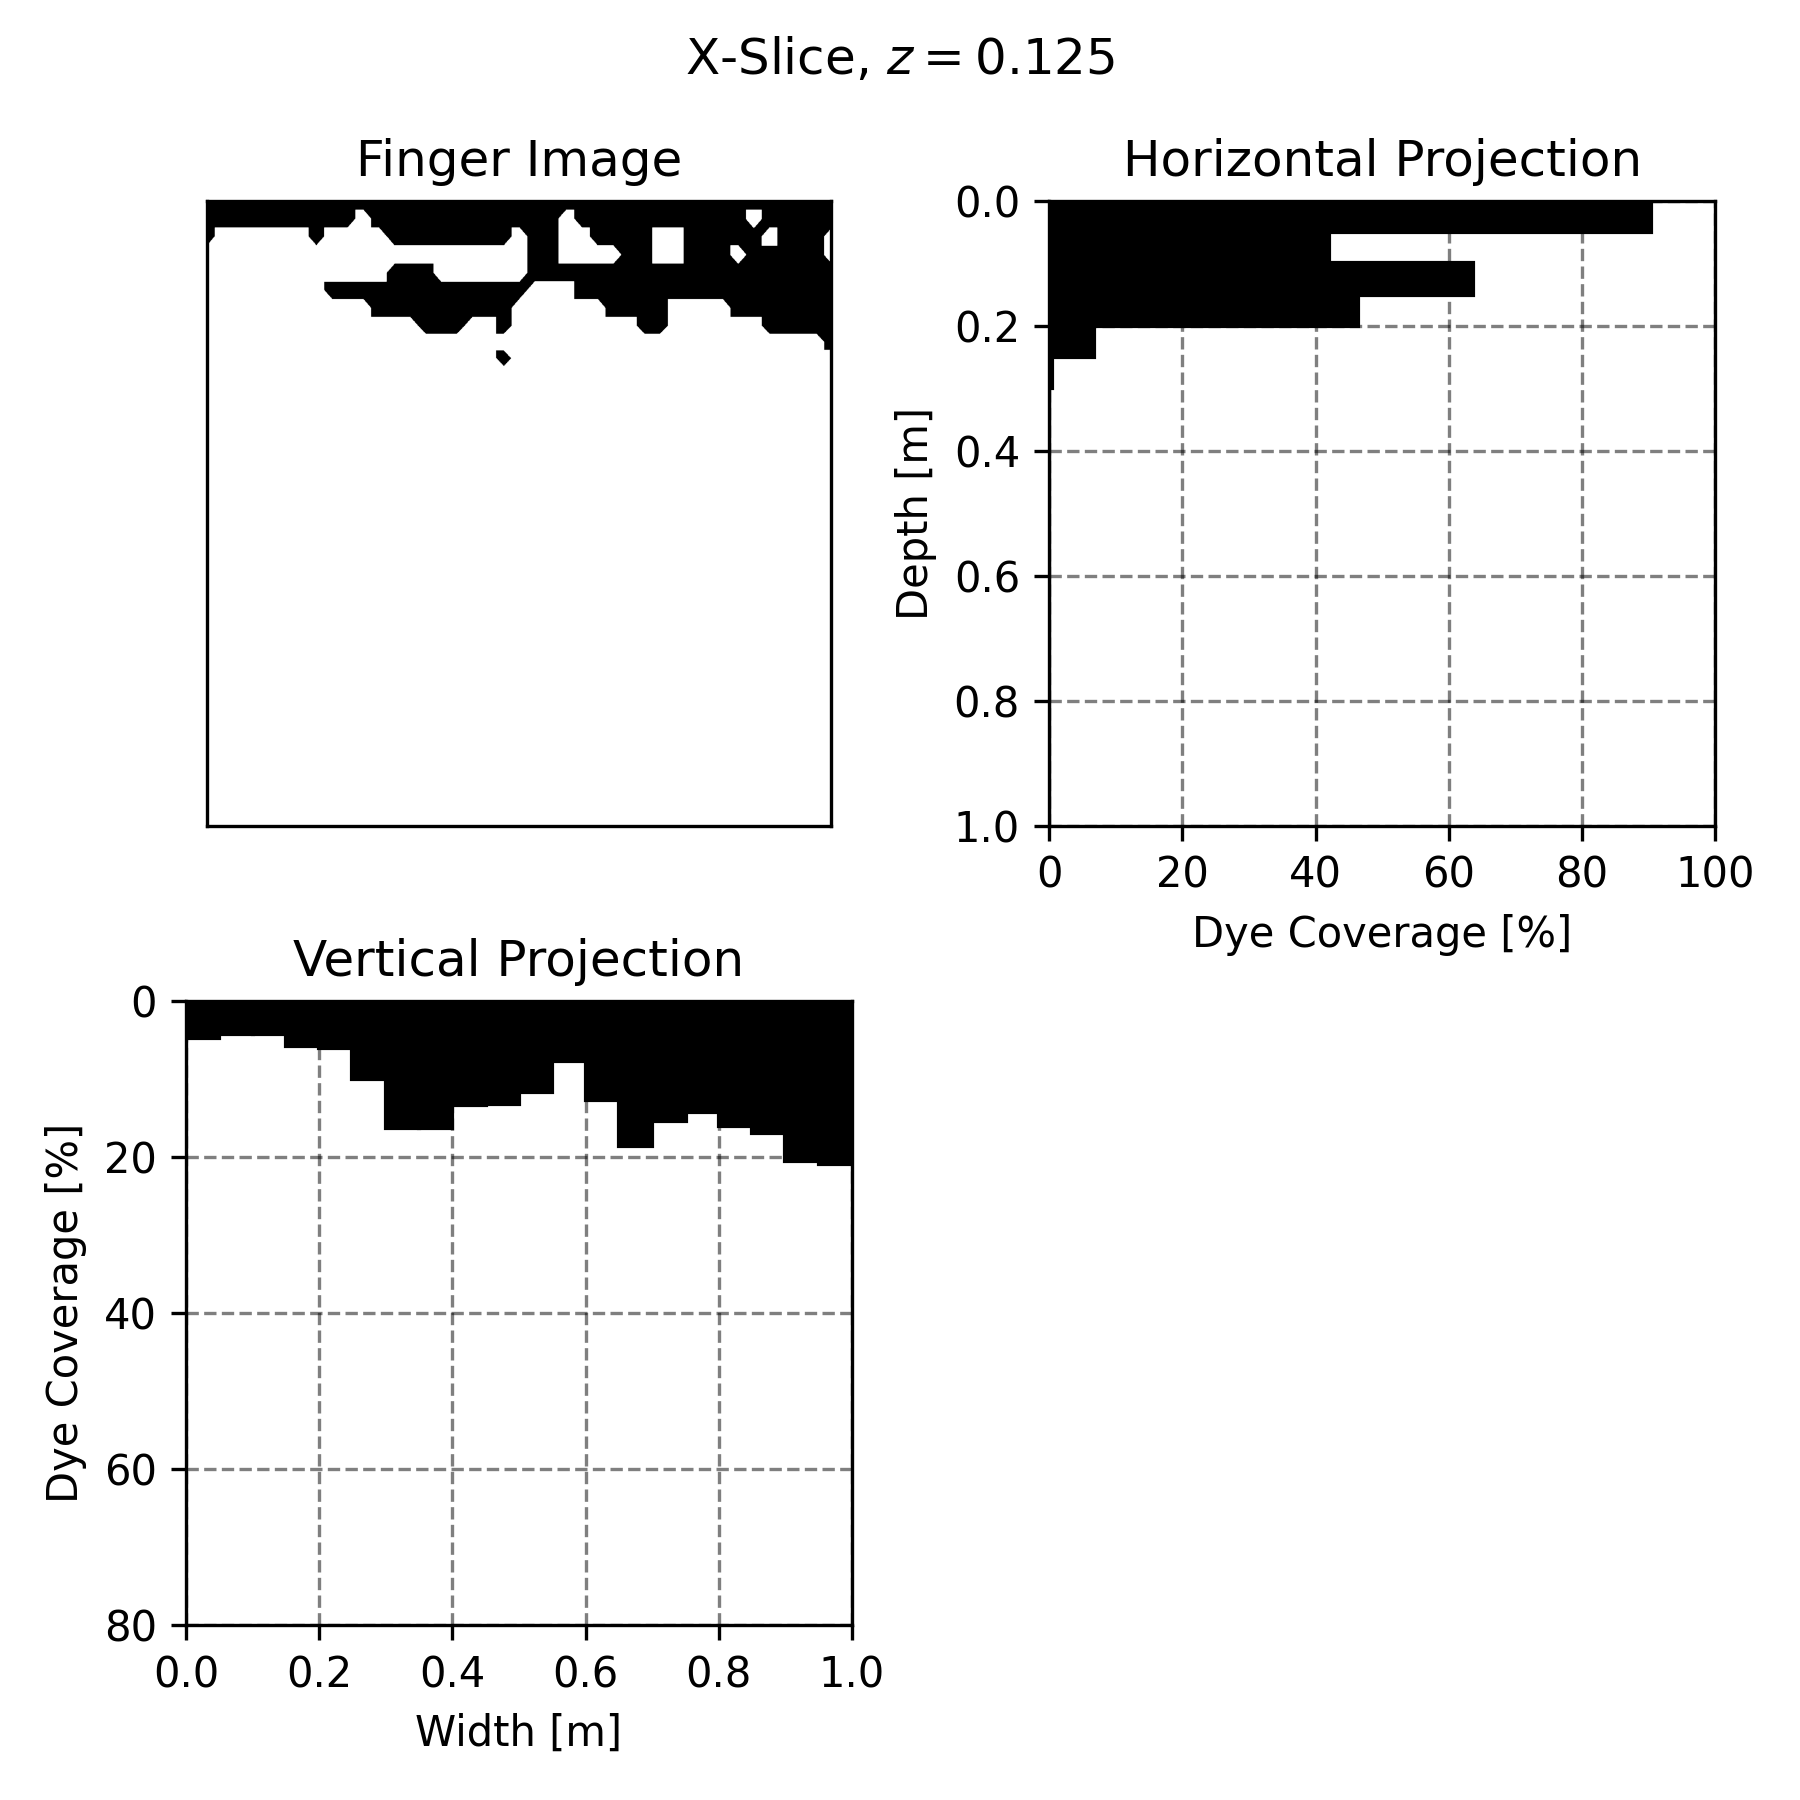 X-Slice, z = 0.125
Finger Image
Horizontal Projection
0.0
0.2
0.4
0.6
0.8
1.0
Depth [m]
0 20 40 60 80 100
Dye Coverage [%]
Vertical Projection
0
20
40
60
80
Dye Coverage [%]
0.0 0.2 0.4 0.6 0.8 1.0
Width [m]